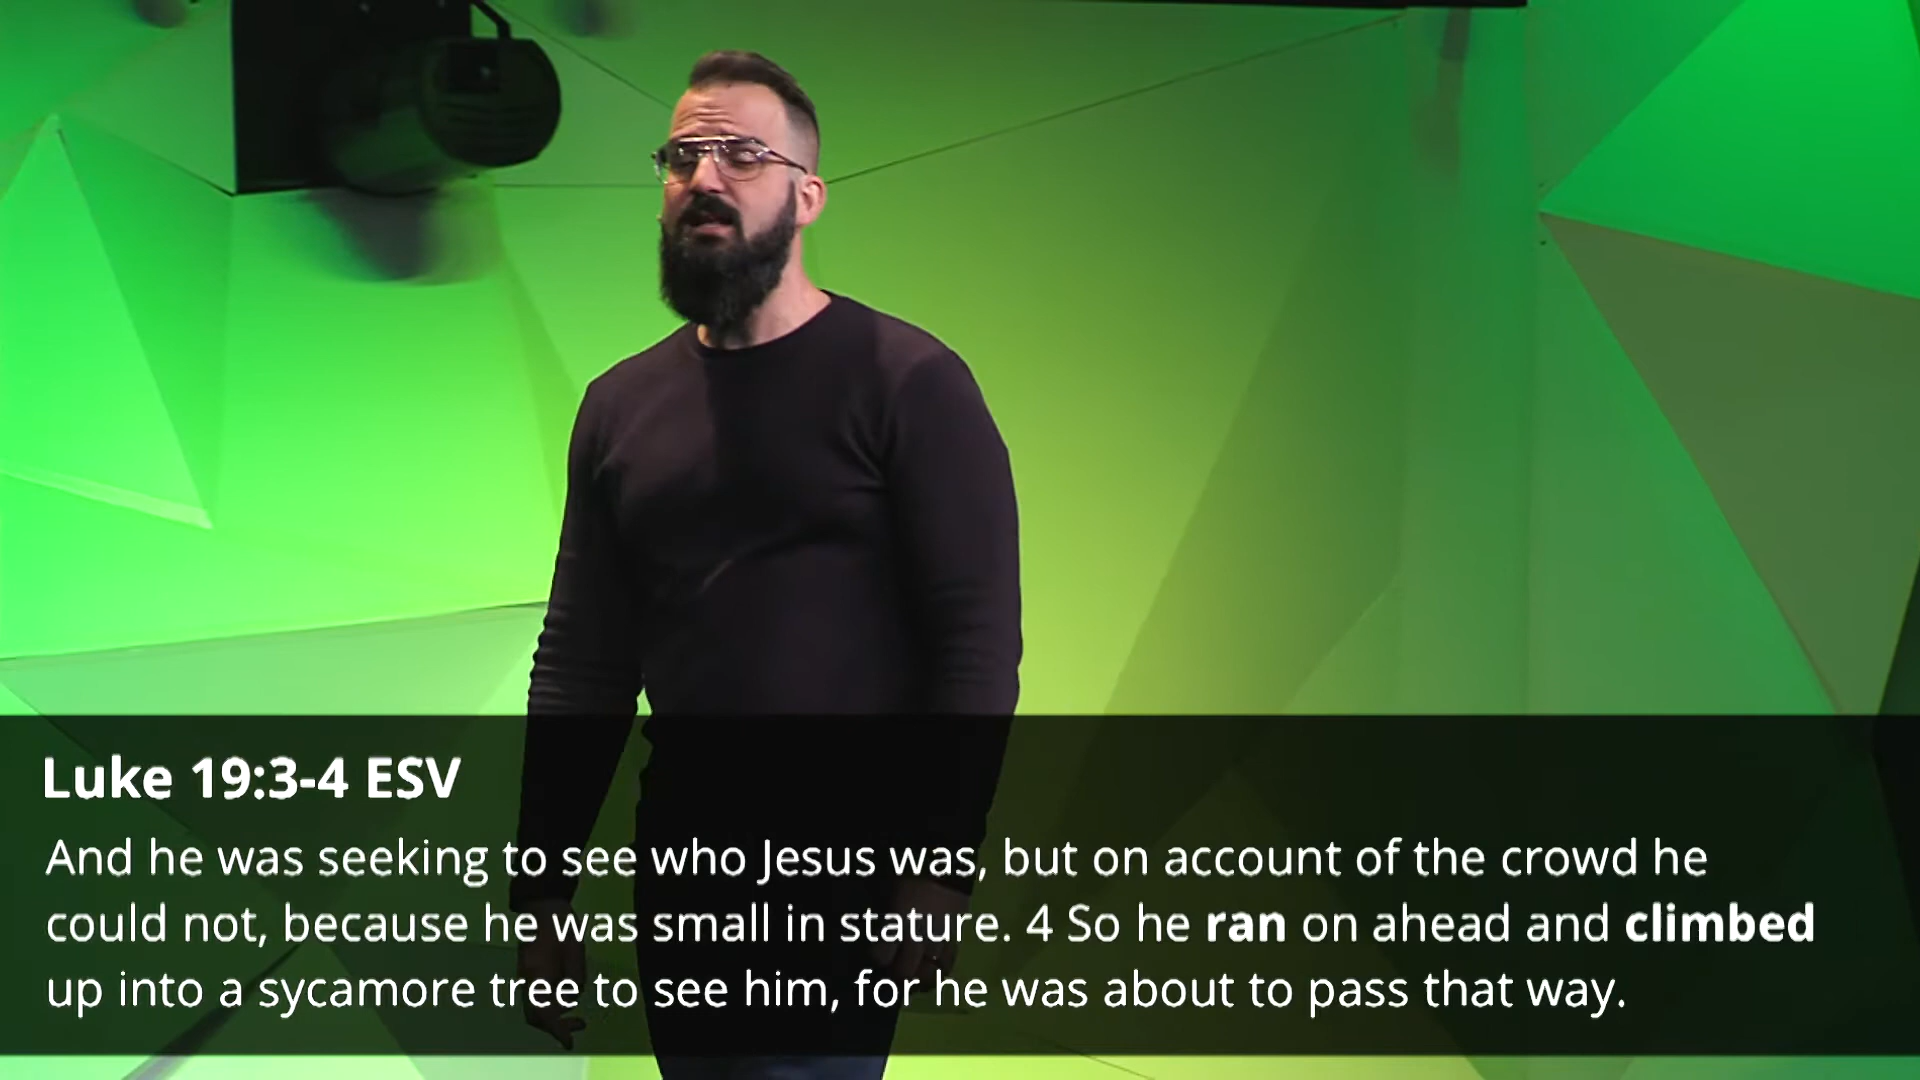 Luke 19:3-4 ESV
And he was seeking to see who Jesus was, but on account of the crowd he
could not, because he was small in stature. 4 So he ran on ahead and climbed
up into a sycamore tree to see him, for he was about to pass that way.